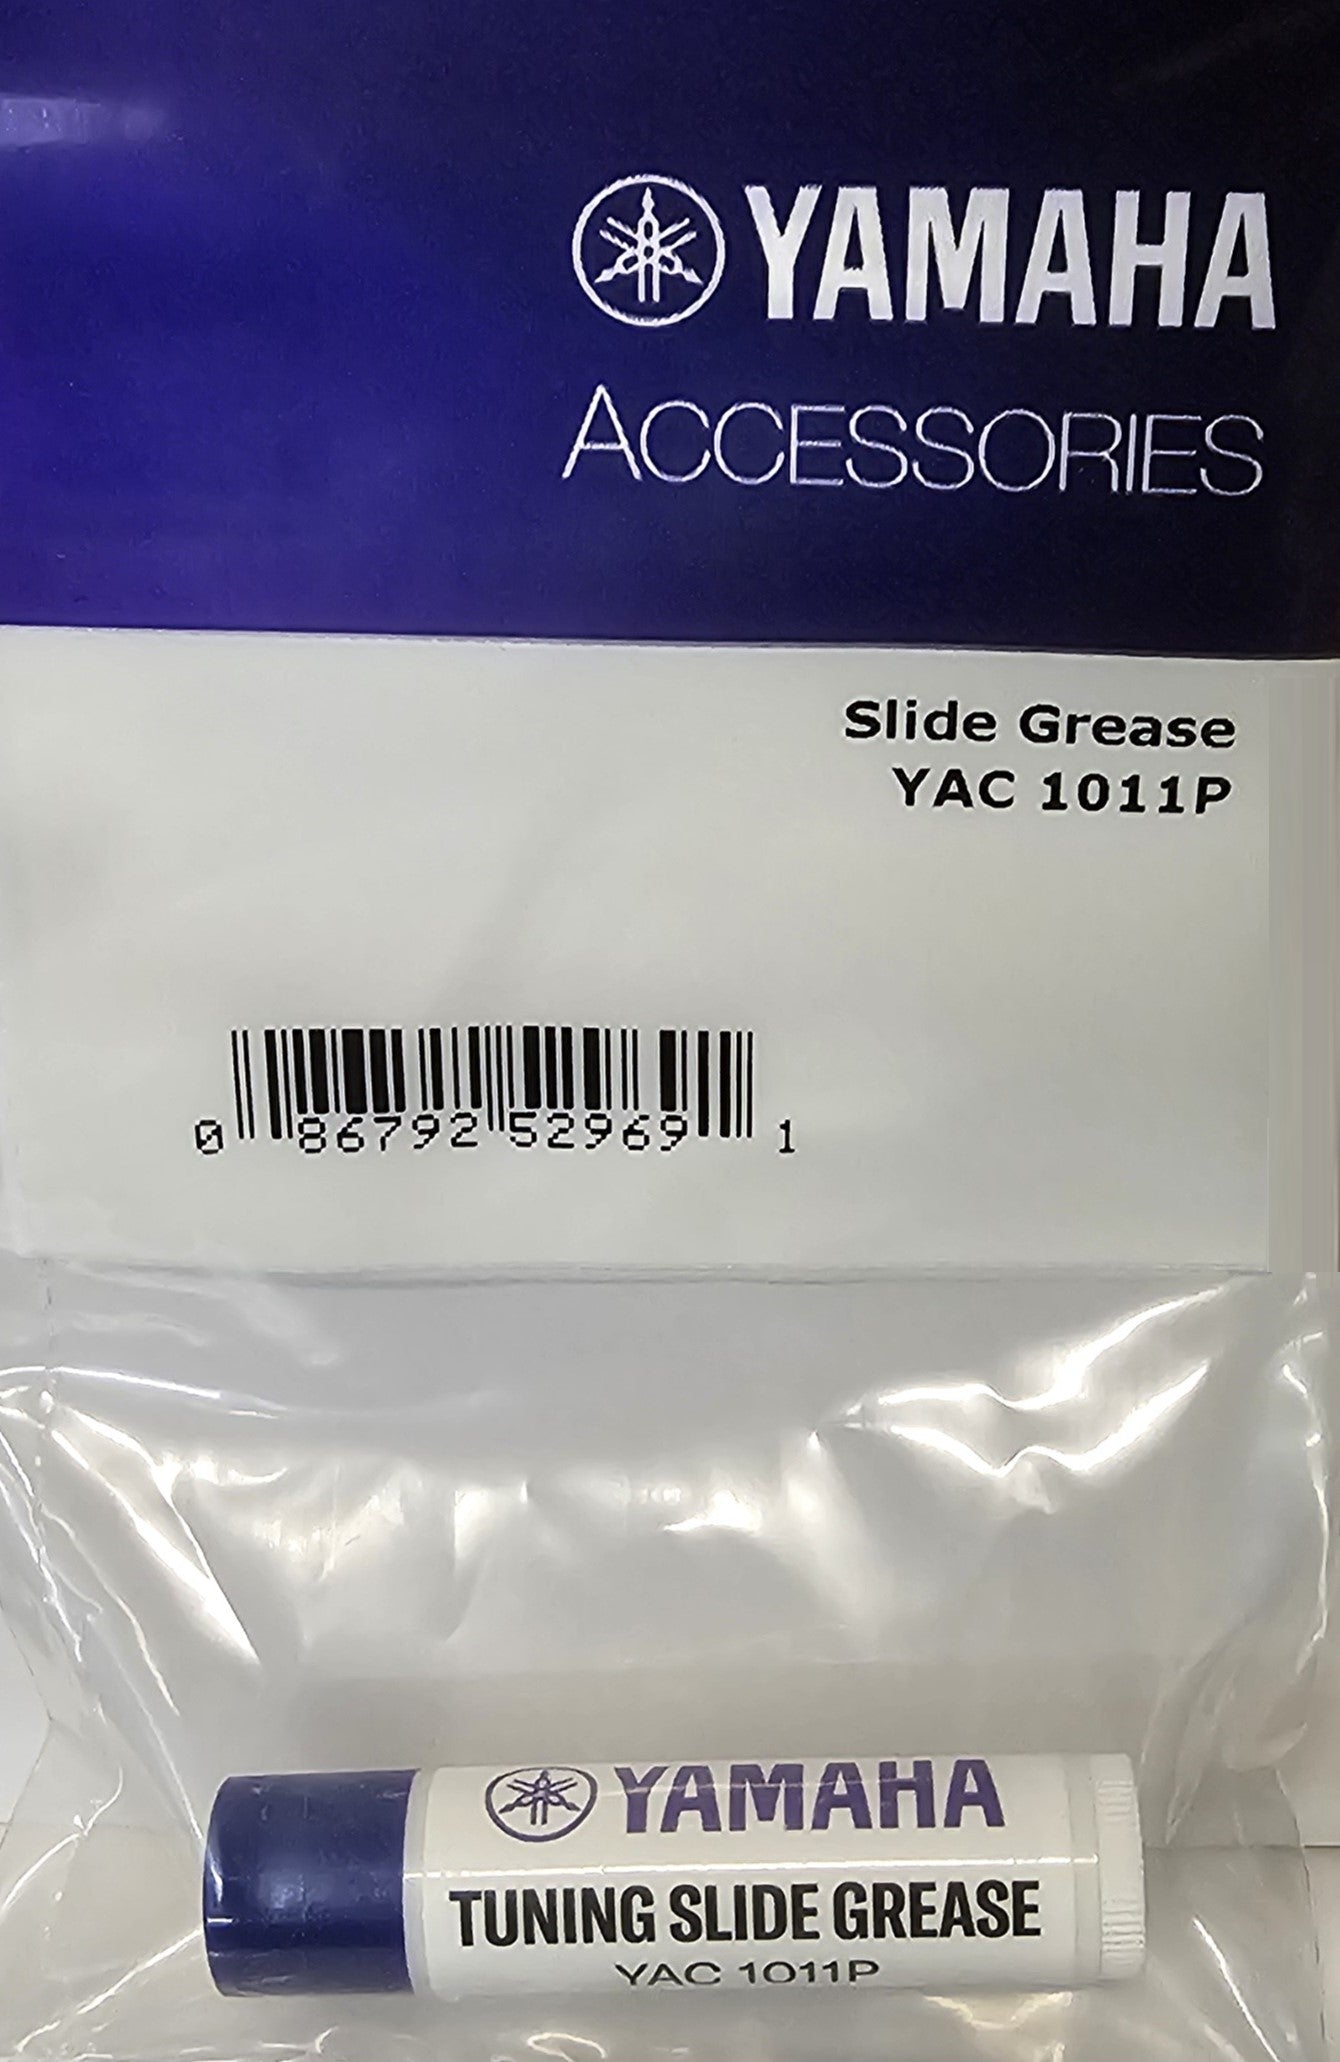 YAMAHA
ACCESSORIES
Slide Grease
YAC 1011P
0 86792 52969 1
YAMAHA
TUNING SLIDE GREASE
YAC 1011P